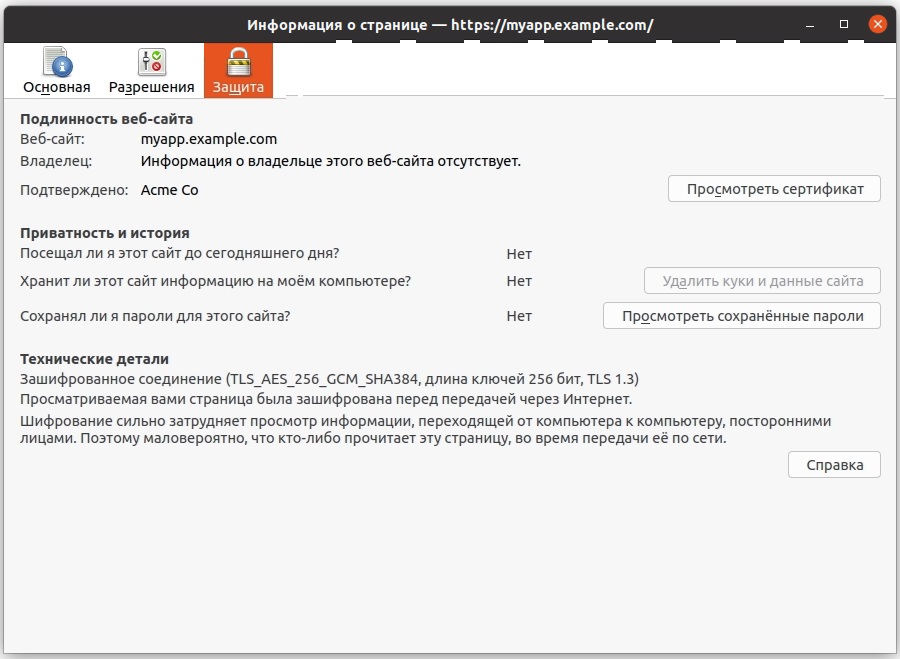 Информация о странице — https://myapp.example.com/
Основная Разрешения Защита
Подлинность веб-сайта
Веб-сайт: myapp.example.com
Владелец: Информация о владельце этого веб-сайта отсутствует.
Подтверждено: Acme Co Просмотреть сертификат
Приватность и история
Посещал ли я этот сайт до сегодняшнего дня? Нет
Хранит ли этот сайт информацию на моём компьютере? Нет Удалить куки и данные сайта
Сохранял ли я пароли для этого сайта? Нет Просмотреть сохранённые пароли
Технические детали
Зашифрованное соединение (TLS_AES_256_GCM_SHA384, длина ключей 256 бит, TLS 1.3)
Просматриваемая вами страница была зашифрована перед передачей через Интернет.
Шифрование сильно затрудняет просмотр информации, переходящей от компьютера к компьютеру, посторонними
лицами. Поэтому маловероятно, что кто-либо прочитает эту страницу, во время передачи её по сети.
Справка